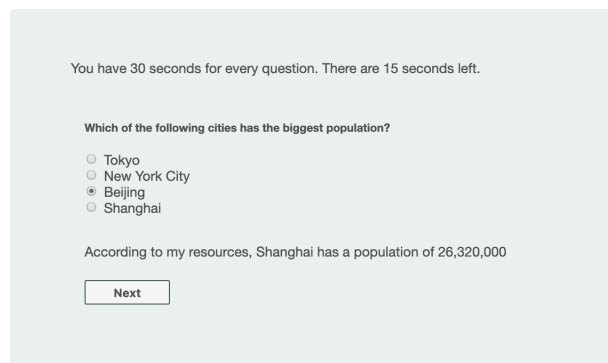 You have 30 seconds for every question. There are 15 seconds left.
Which of the following cities has the biggest population?
Tokyo
New York City
Beijing
Shanghai
According to my resources, Shanghai has a population of 26,320,000
Next